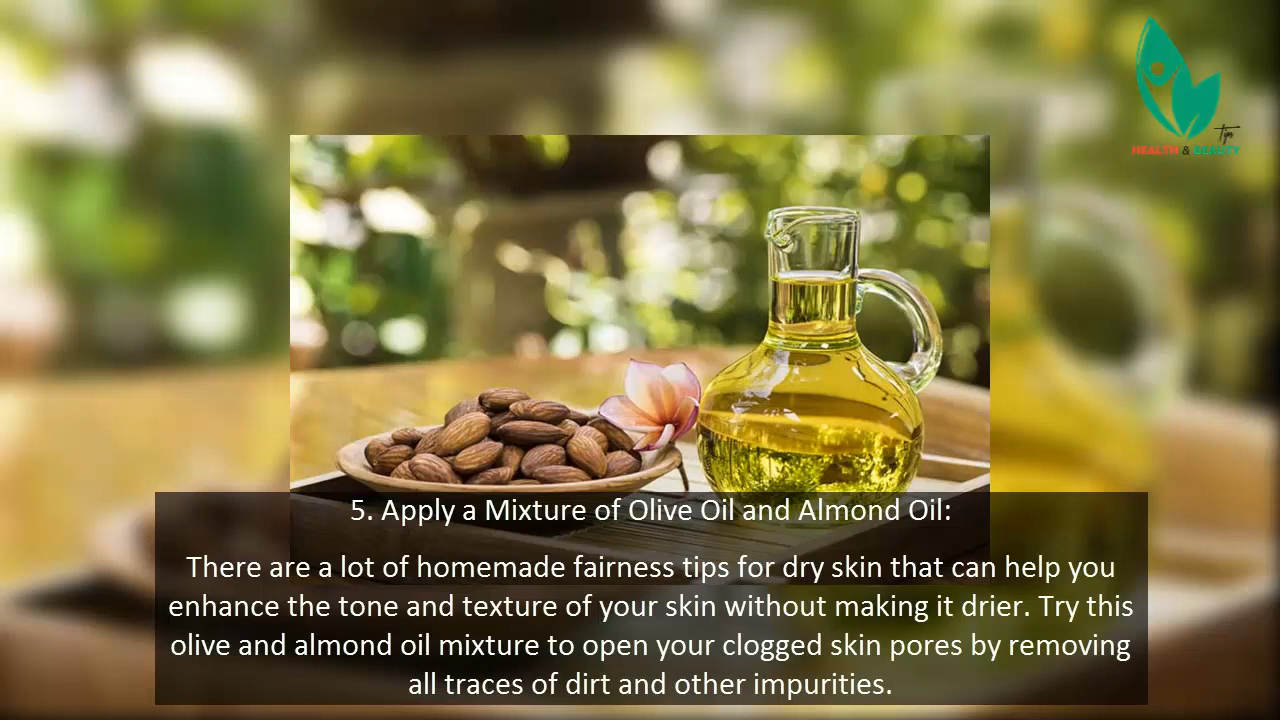 Tips
HEALTH & BEAUTY
5. Apply a Mixture of Olive Oil and Almond Oil:
There are a lot of homemade fairness tips for dry skin that can help you
enhance the tone and texture of your skin without making it drier. Try this
olive and almond oil mixture to open your clogged skin pores by removing
all traces of dirt and other impurities.